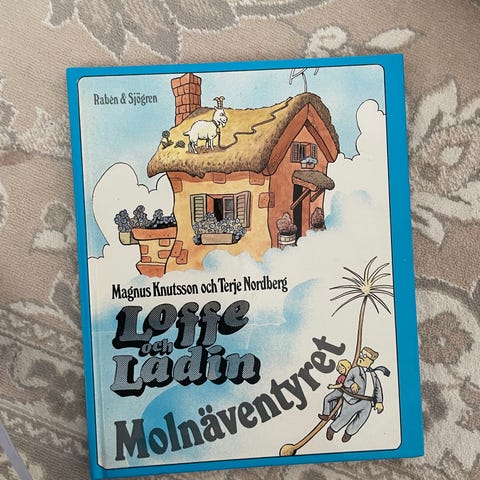 Rabén & Sjögren
Magnus Knutsson och Terje Nordberg
Loffe
och
Ladin
Molnäventyret